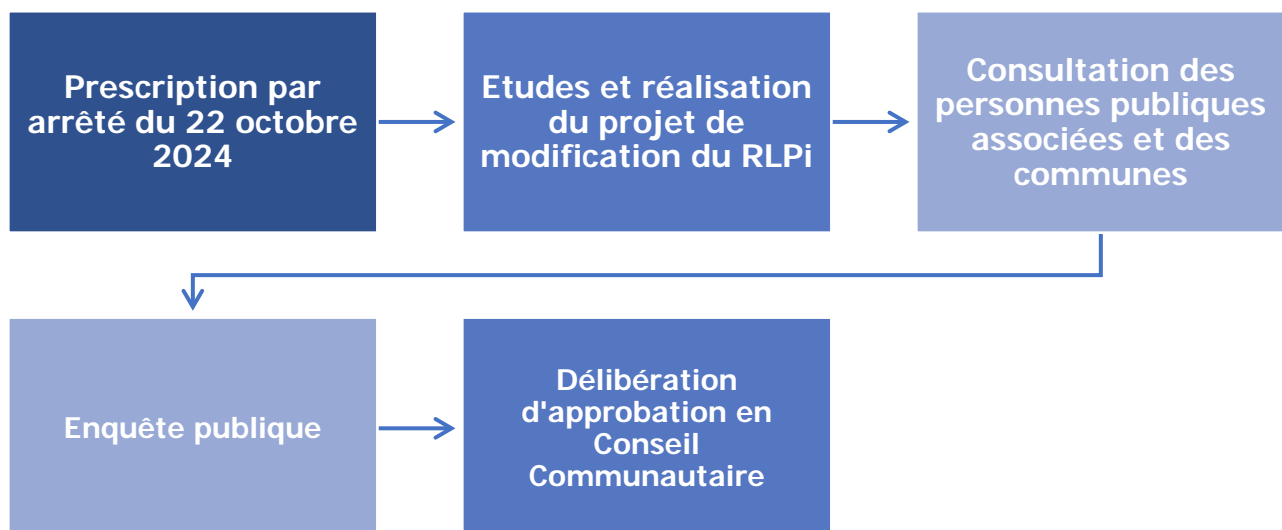 Prescription par
arrêté du 22 octobre
2024
Etudes et réalisation
du projet de
modification du RLPi
Consultation des
personnes publiques
associées et des
communes
Enquête publique
Délibération
d'approbation en
Conseil
Communautaire